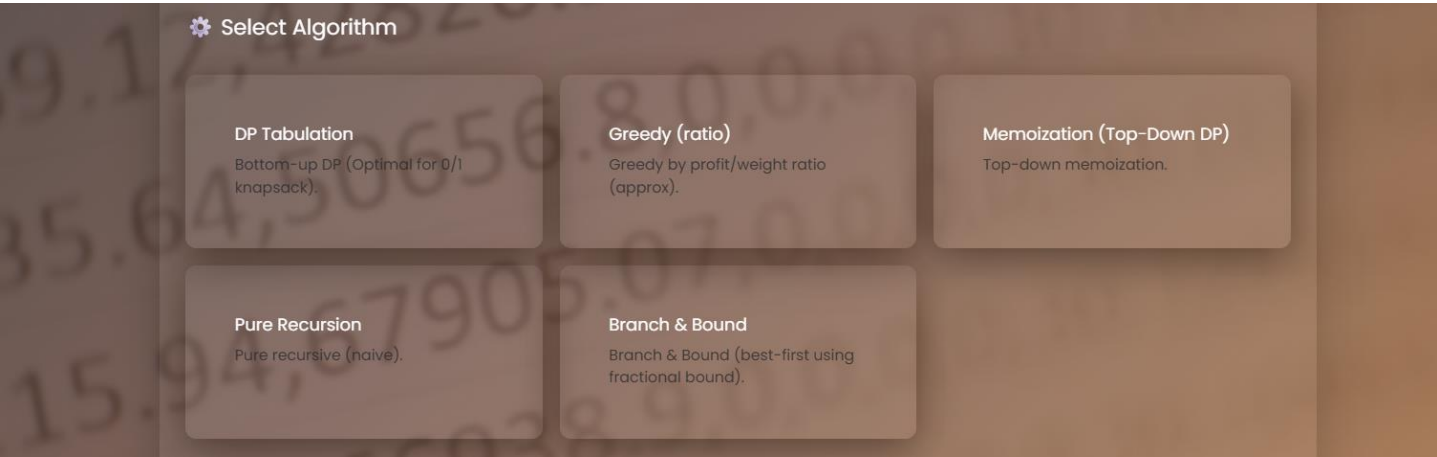 Select Algorithm
DP Tabulation
Bottom-up DP (Optimal for 0/1
knapsack).
Greedy (ratio)
Greedy by profit/weight ratio
(approx).
Memoization (Top-Down DP)
Top-down memoization.
Pure Recursion
Pure recursive (naive).
Branch & Bound
Branch & Bound (best-first using
fractional bound).